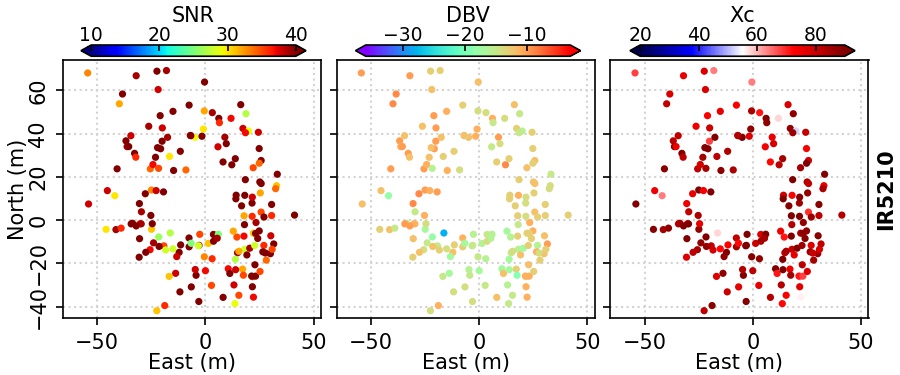 SNR DBV Xc
10 20 30 40 −30 −20 −10 20 40 60 80
60
40
20
0
−20
−40
North (m)
−50 0 50 −50 0 50 −50 0 50
East (m) East (m) East (m)
IR5210